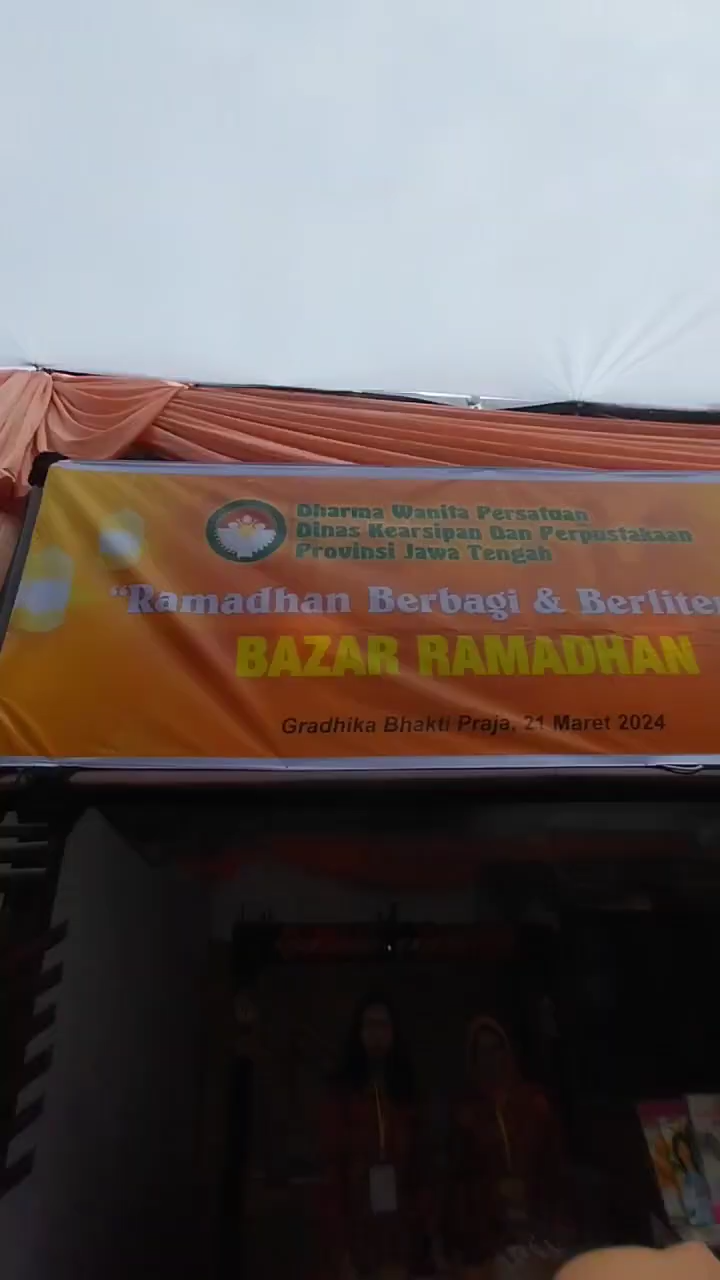 Dharma Wanita Persatuan
Dinas Kearsipan Dan Perpustakaan
Provinsi Jawa Tengah
"Ramadhan Berbagi & Berliter
BAZAR RAMADHAN
Gradhika Bhakti Praja, 21 Maret 2024